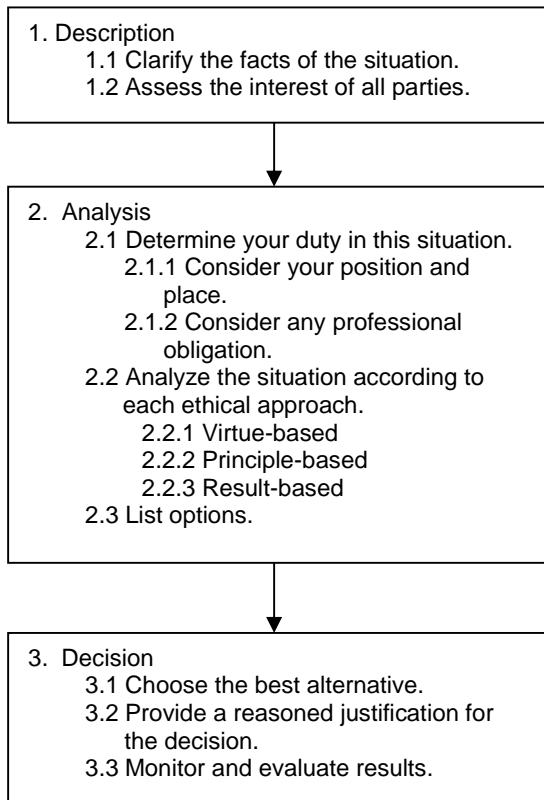 1. Description
1.1 Clarify the facts of the situation.
1.2 Assess the interest of all parties.
2. Analysis
2.1 Determine your duty in this situation.
2.1.1 Consider your position and
place.
2.1.2 Consider any professional
obligation.
2.2 Analyze the situation according to
each ethical approach.
2.2.1 Virtue-based
2.2.2 Principle-based
2.2.3 Result-based
2.3 List options.
3. Decision
3.1 Choose the best alternative.
3.2 Provide a reasoned justification for
the decision.
3.3 Monitor and evaluate results.